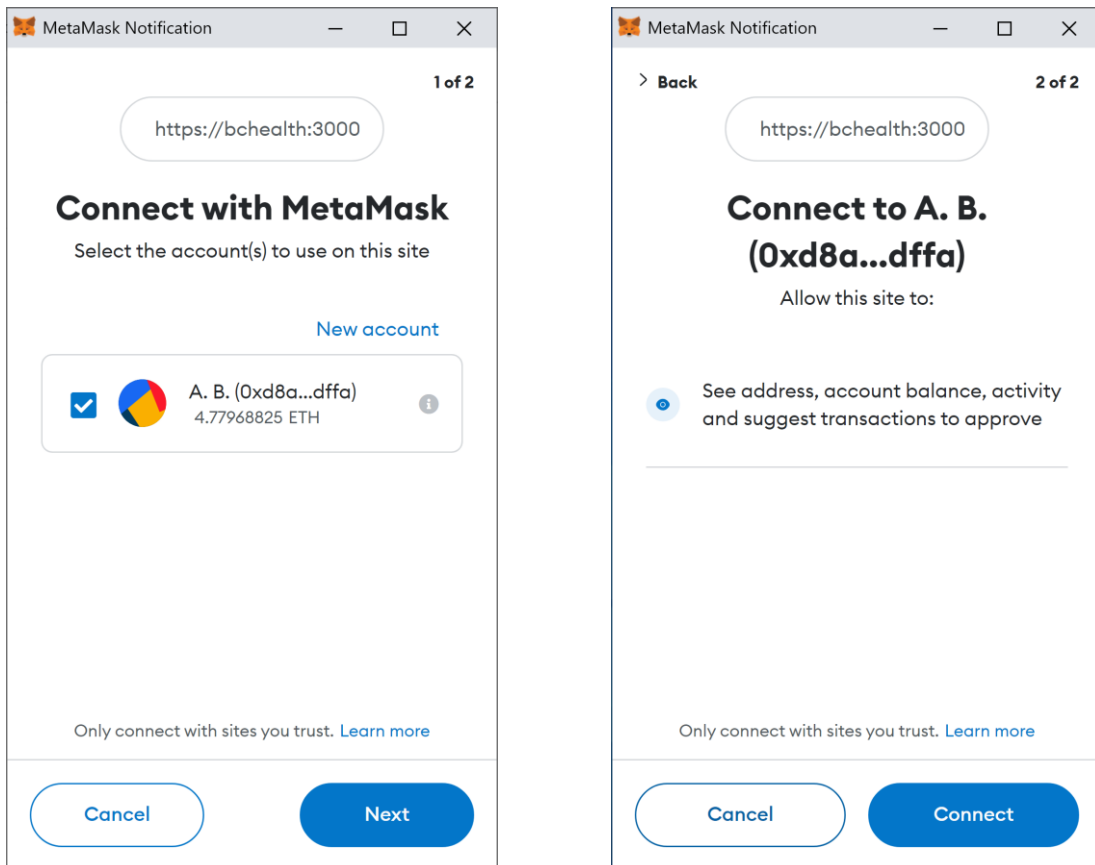 MetaMask Notification
1 of 2
https://bchealth:3000
Connect with MetaMask
Select the account(s) to use on this site
New account
A. B. (0xd8a...dffa)
4.77968825 ETH
Only connect with sites you trust. Learn more
Cancel
Next
MetaMask Notification
Back
2 of 2
https://bchealth:3000
Connect to A. B.
(0xd8a...dffa)
Allow this site to:
See address, account balance, activity
and suggest transactions to approve
Only connect with sites you trust. Learn more
Cancel
Connect